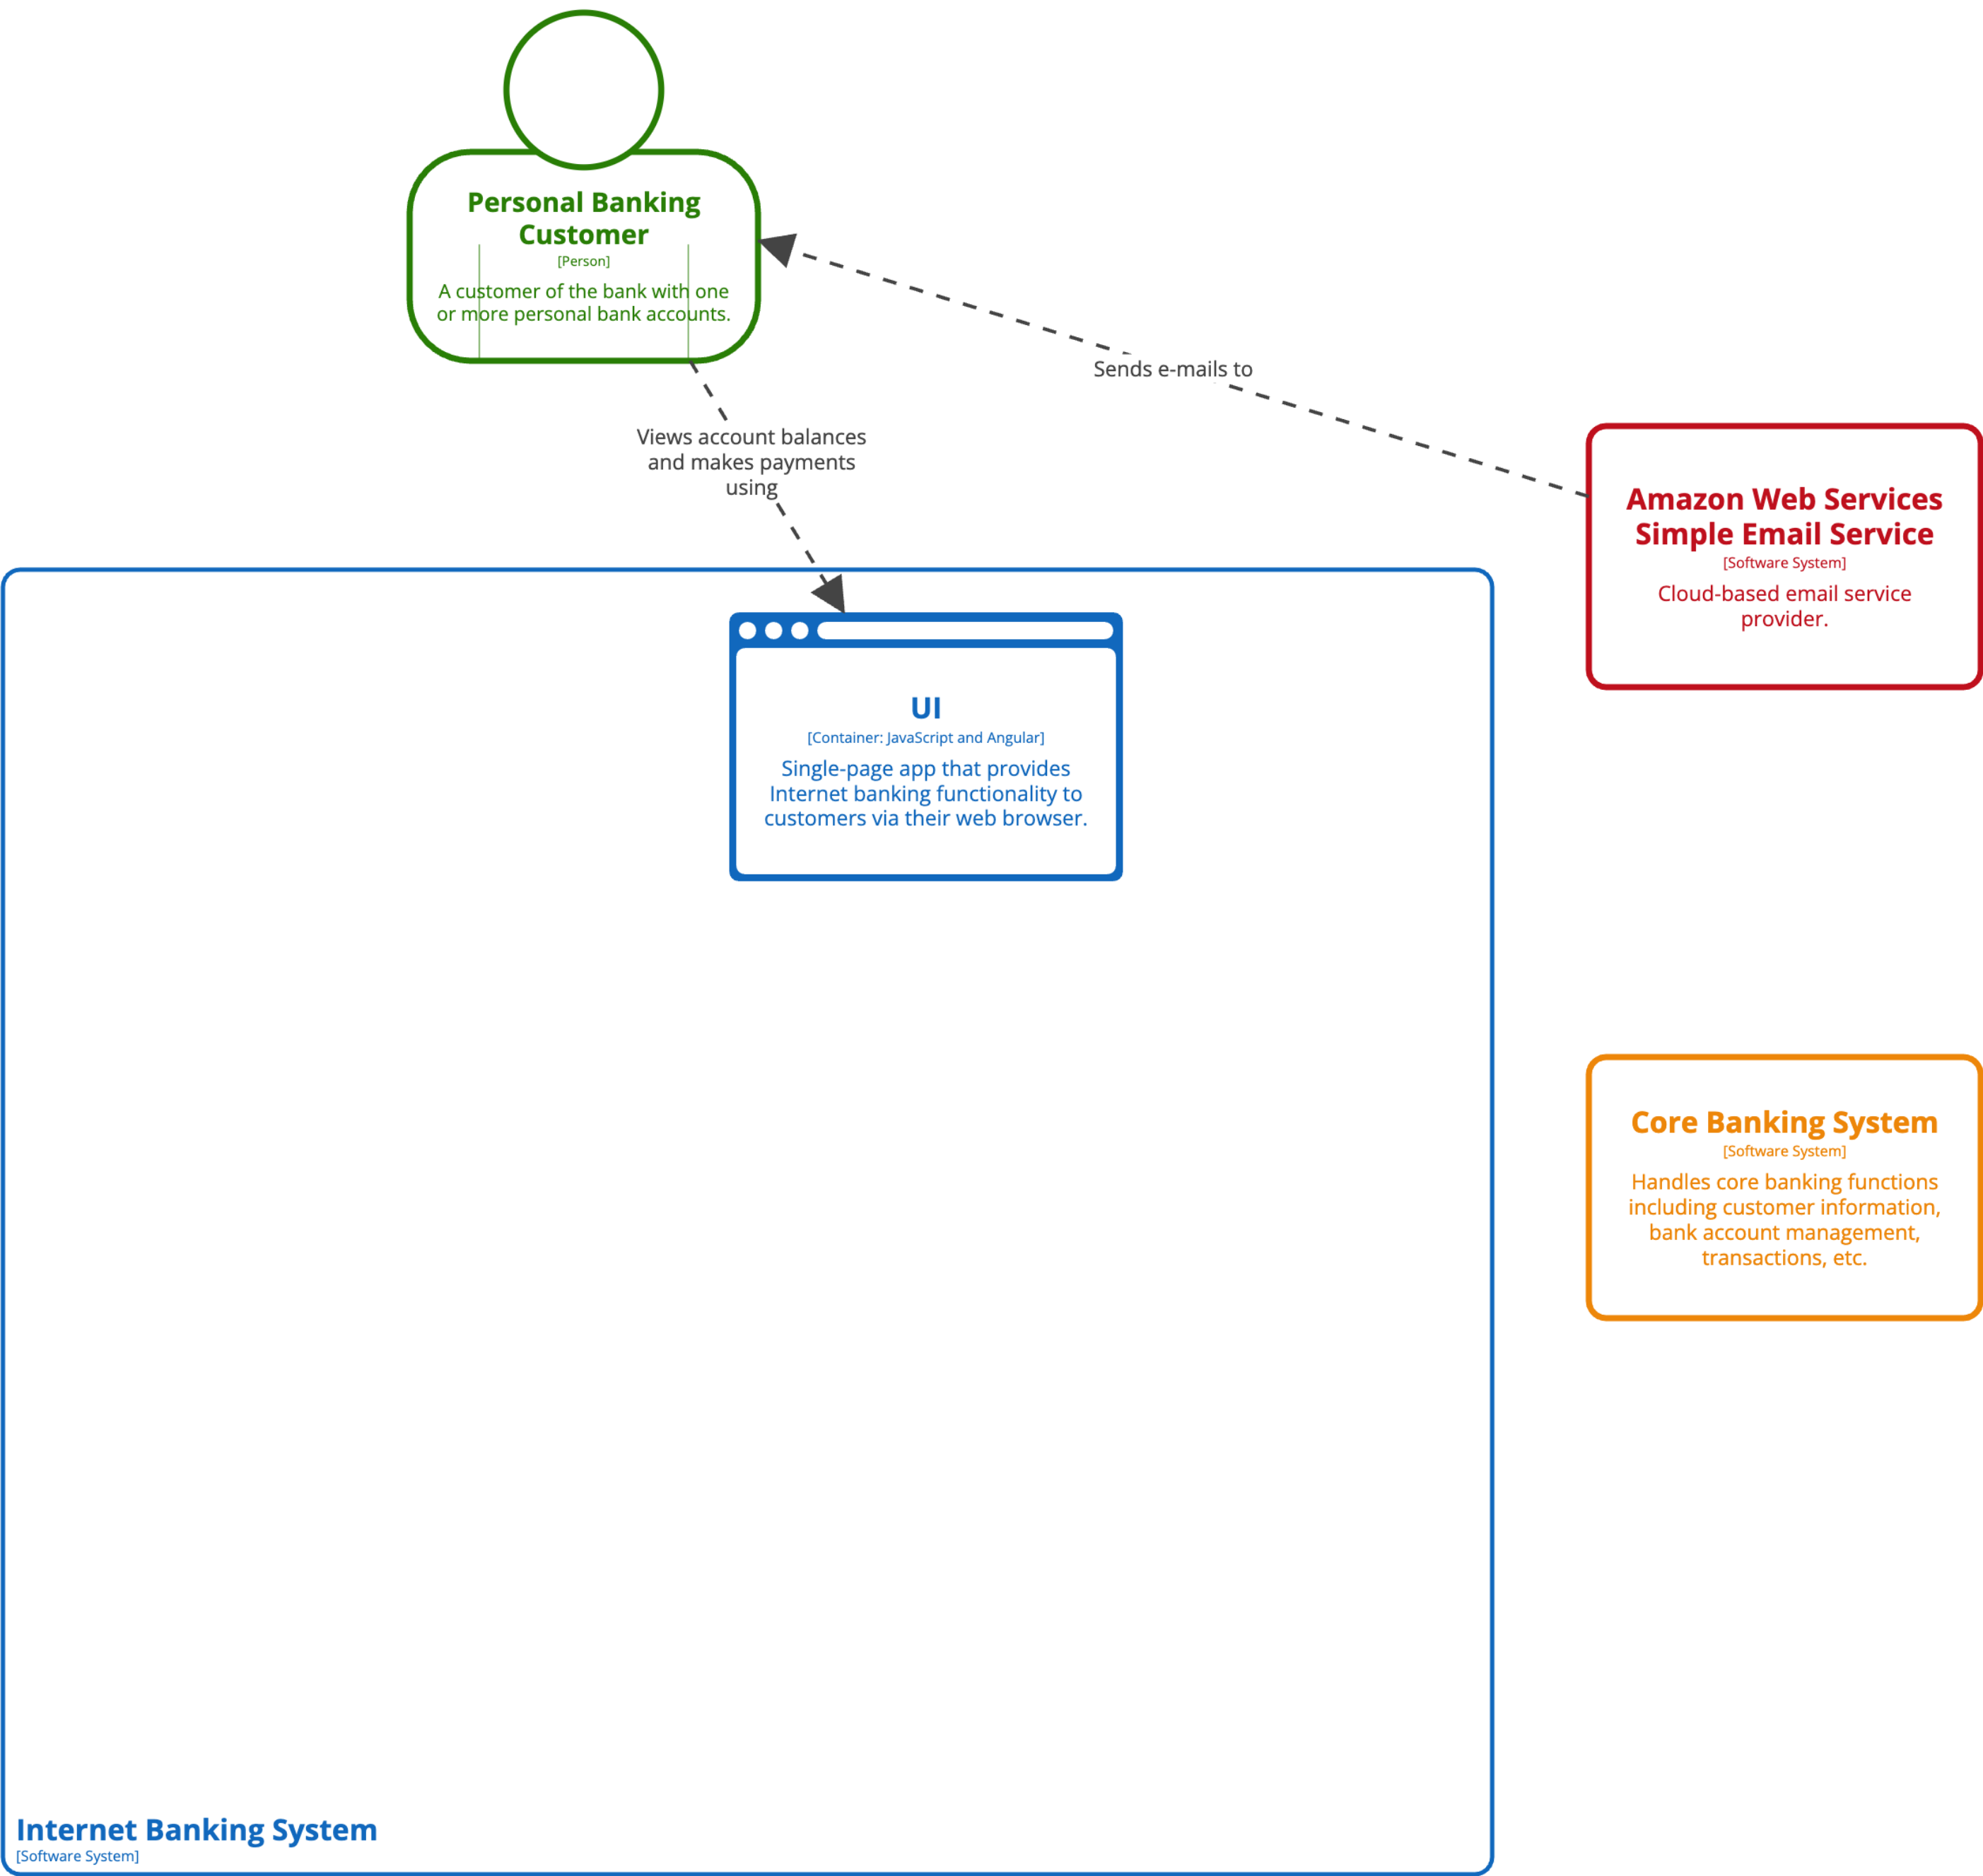 Personal Banking
Customer
[Person]
A customer of the bank with one
or more personal bank accounts.
Sends e-mails to
Views account balances
and makes payments
using
Amazon Web Services
Simple Email Service
[Software System]
Cloud-based email service
provider.
UI
[Container: JavaScript and Angular]
Single-page app that provides
Internet banking functionality to
customers via their web browser.
Core Banking System
[Software System]
Handles core banking functions
including customer information,
bank account management,
transactions, etc.
Internet Banking System
[Software System]